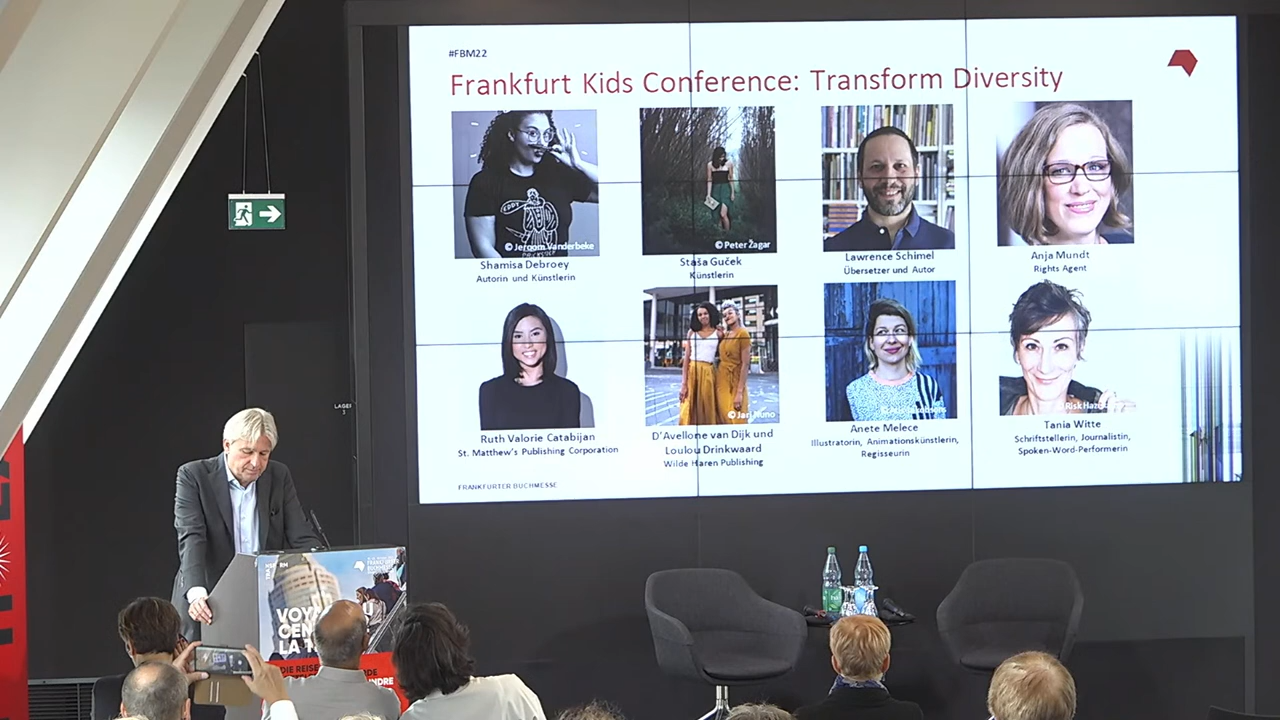 #FBM22
Frankfurt Kids Conference: Transform Diversity
© Jeroom Vanderbeke
© Peter Žagar
Shamisa Debroey
Autorin und Künstlerin
Staša Guček
Künstlerin
Lawrence Schimel
Übersetzer und Autor
Anja Mundt
Rights Agent
© Jari Nuno
Ruth Valorie Catabijan
St. Matthew's Publishing Corporation
D'Avellone van Dijk und
Loulou Drinkwaard
Wilde Haren Publishing
Anete Melece
Illustratorin, Animationskünstlerin,
Regisseurin
Tania Witte
Schriftstellerin, Journalistin,
Spoken-Word-Performerin
FRANKFURTER BUCHMESSE
LAGER
DIE REISE